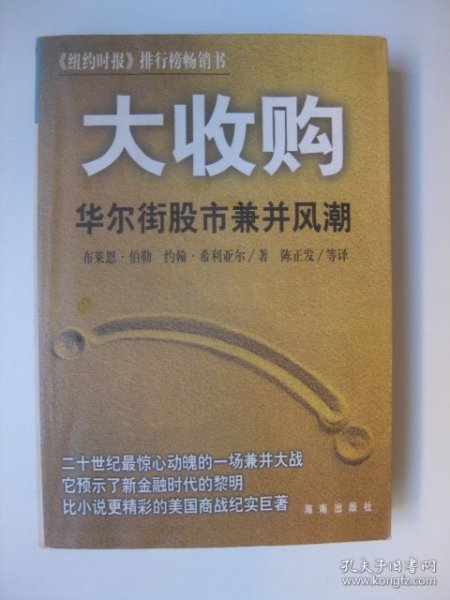 《纽约时报》排行榜畅销书
大收购
华尔街股市兼并风潮
布莱恩·伯勒 约翰·希利亚尔/著 陈正发/等译
二十世纪最惊心动魄的一场兼并大战
它预示了新金融时代的黎明
比小说更精彩的美国商战纪实巨著
海南出版社
孔夫子旧书网
www.kongfz.com